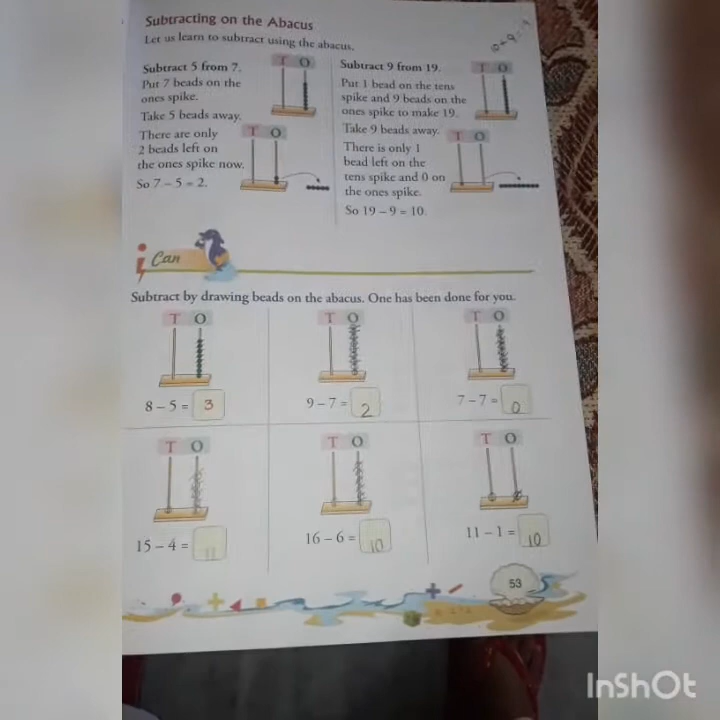 Subtracting on the Abacus
Let us learn to subtract using the abacus.
Subtract 5 from 7.
Put 7 beads on the
ones spike.
Take 5 beads away.
There are only
2 beads left on
the ones spike now.
So 7 – 5 = 2.
T O
T O
Subtract 9 from 19.
Put 1 bead on the tens
spike and 9 beads on the
ones spike to make 19.
Take 9 beads away.
There is only 1
bead left on the
tens spike and 0 on
the ones spike.
So 19 – 9 = 10.
T O
T O
i Can
Subtract by drawing beads on the abacus. One has been done for you.
T O
8 – 5 = 3
T O
9 – 7 = 2
T O
7 – 7 = 0
T O
15 – 4 = 11
T O
16 – 6 = 10
T O
11 – 1 = 10
53
InShOt